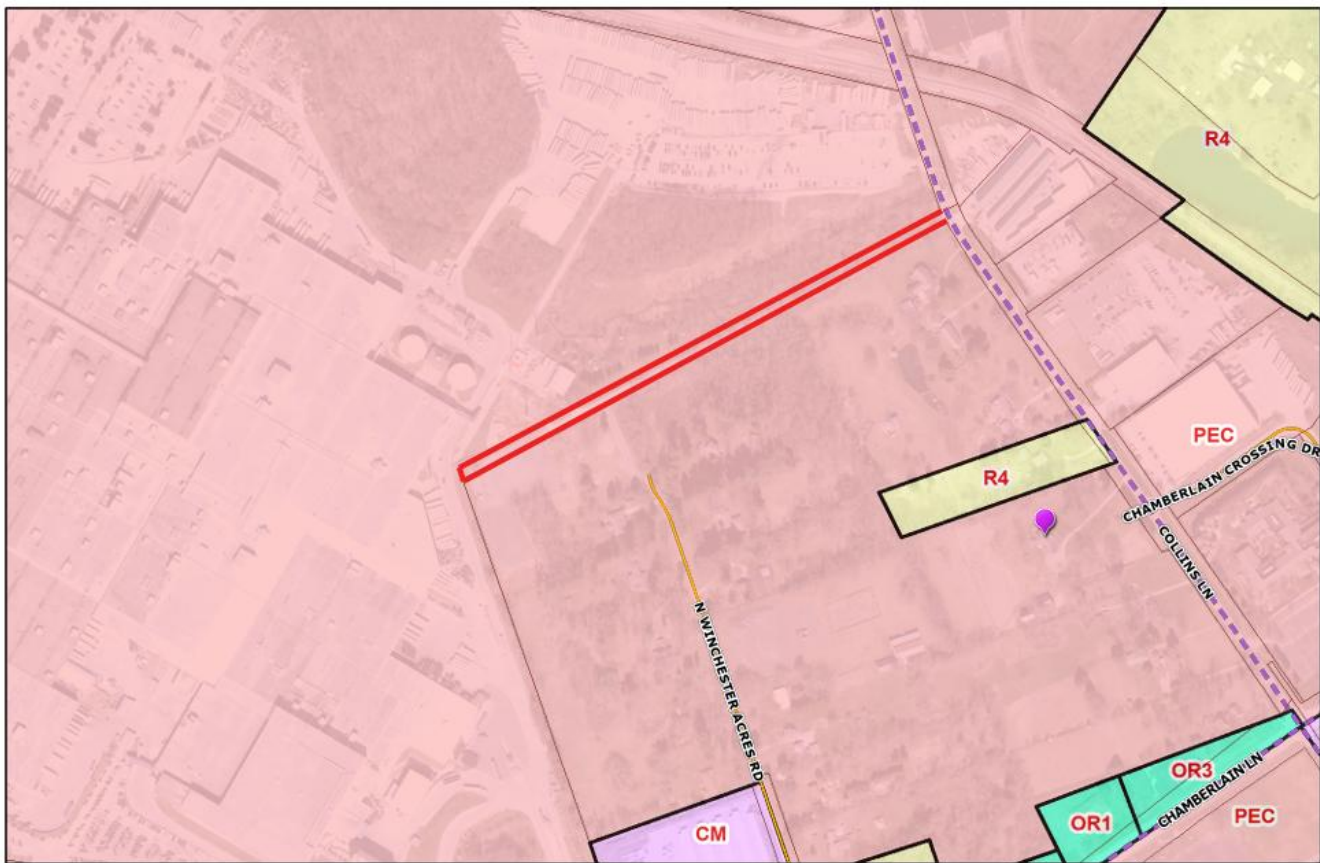 R4
PEC
CHAMBERLAIN CROSSING DR
R4
COLLINS LN
N WINCHESTER ACRES RD
OR3
CHAMBERLAIN LN
OR1
PEC
CM